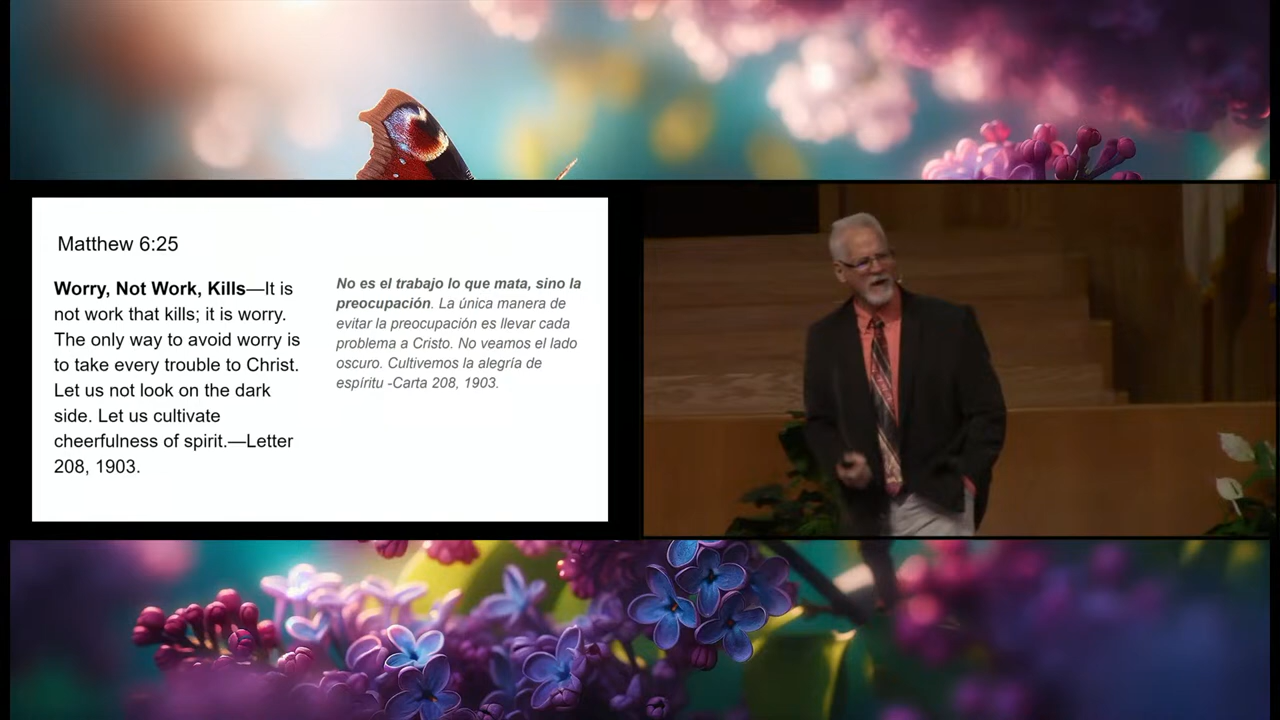 Matthew 6:25
Worry, Not Work, Kills—It is
not work that kills; it is worry.
The only way to avoid worry is
to take every trouble to Christ.
Let us not look on the dark
side. Let us cultivate
cheerfulness of spirit.—Letter
208, 1903.
No es el trabajo lo que mata, sino la
preocupación. La única manera de
evitar la preocupación es llevar cada
problema a Cristo. No veamos el lado
oscuro. Cultivemos la alegría de
espíritu -Carta 208, 1903.